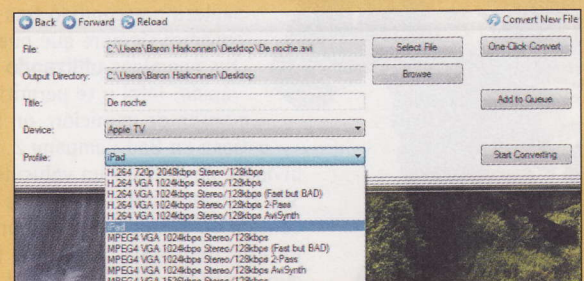 Back Forward Reload Convert New File
File: C:\Users\Baron Harkonnen\Desktop\De noche.avi Select File One-Click Convert
Output Directory: C:\Users\Baron Harkonnen\Desktop Browse
Title: De noche Add to Queue
Device: Apple TV
Profile: iPad Start Converting
H.264 720p 2048kbps Stereo/128kbps
H.264 VGA 1024kbps Stereo/128kbps
H.264 VGA 1024kbps Stereo/128kbps (Fast but BAD)
H.264 VGA 1024kbps Stereo/128kbps 2-Pass
H.264 VGA 1024kbps Stereo/128kbps AviSynth
iPad
MPEG4 VGA 1024kbps Stereo/128kbps
MPEG4 VGA 1024kbps Stereo/128kbps (Fast but BAD)
MPEG4 VGA 1024kbps Stereo/128kbps 2-Pass
MPEG4 VGA 1024kbps Stereo/128kbps AviSynth
MPEG4 VGA 1536kbps Stereo/128kbps